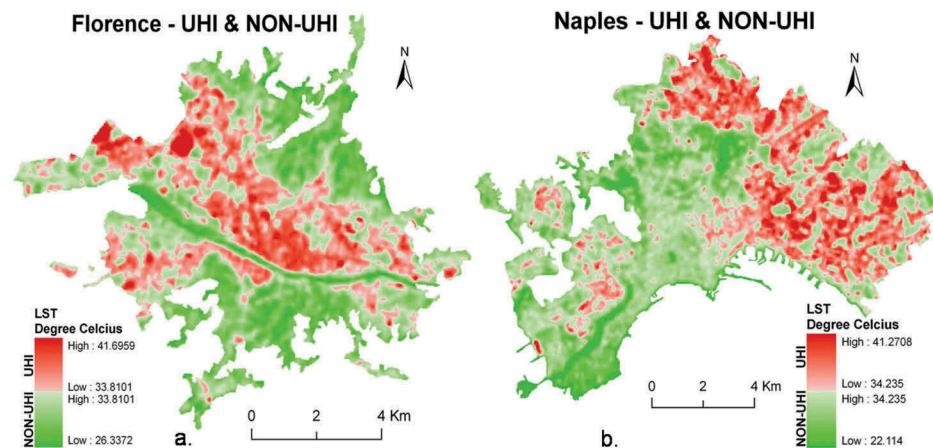 Florence - UHI & NON-UHI
N
LST
Degree Celcius
UHI
High : 41.6959
Low : 33.8101
NON-UHI
High : 33.8101
Low : 26.3372
0 2 4 Km
a.
Naples - UHI & NON-UHI
N
LST
Degree Celcius
UHI
High : 41.2708
Low : 34.235
NON-UHI
High : 34.235
Low : 22.114
0 2 4 Km
b.